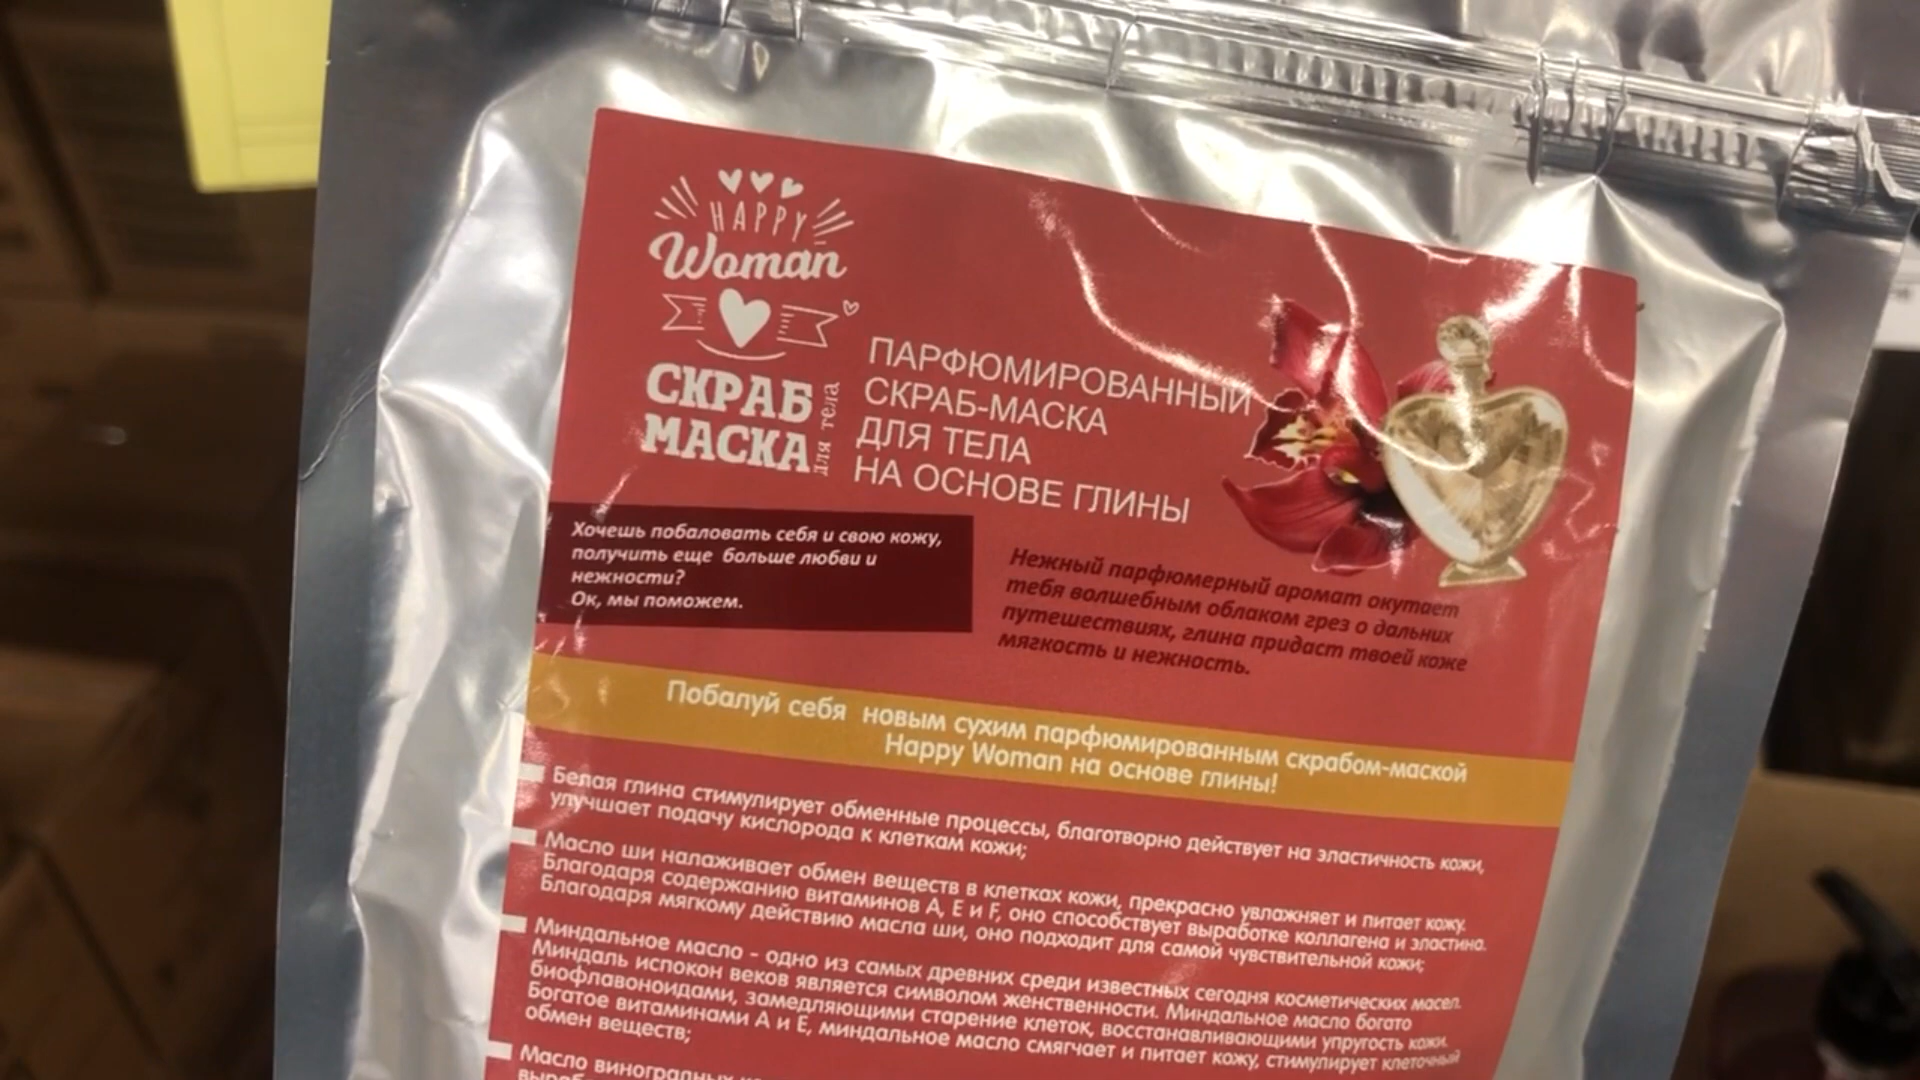 HAPPY
Woman
СКРАБ
МАСКА
для тела
ПАРФЮМИРОВАННЫЙ
СКРАБ-МАСКА
ДЛЯ ТЕЛА
НА ОСНОВЕ ГЛИНЫ
Хочешь побаловать себя и свою кожу,
получить еще больше любви и
нежности?
Ок, мы поможем.
Нежный парфюмерный аромат окутает
тебя волшебным облаком грез о дальних
путешествиях, глина придаст твоей коже
мягкость и нежность.
Побалуй себя новым сухим парфюмированным скрабом-маской
Happy Woman на основе глины!
Белая глина стимулирует обменные процессы, благотворно действует на эластичность кожи,
улучшает подачу кислорода к клеткам кожи;
Масло ши налаживает обмен веществ в клетках кожи, прекрасно увлажняет и питает кожу.
Благодаря содержанию витаминов А, Е и F, оно способствует выработке коллагена и эластина.
Благодаря мягкому действию масла ши, оно подходит для самой чувствительной кожи;
Миндальное масло - одно из самых древних среди известных сегодня косметических масел.
Миндаль испокон веков является символом женственности. Миндальное масло богато
биофлавоноидами, замедляющими старение клеток, восстанавливающими упругость кожи.
Богатое витаминами А и Е, миндальное масло смягчает и питает кожу, стимулирует клеточный
обмен веществ;
Масло виноградных